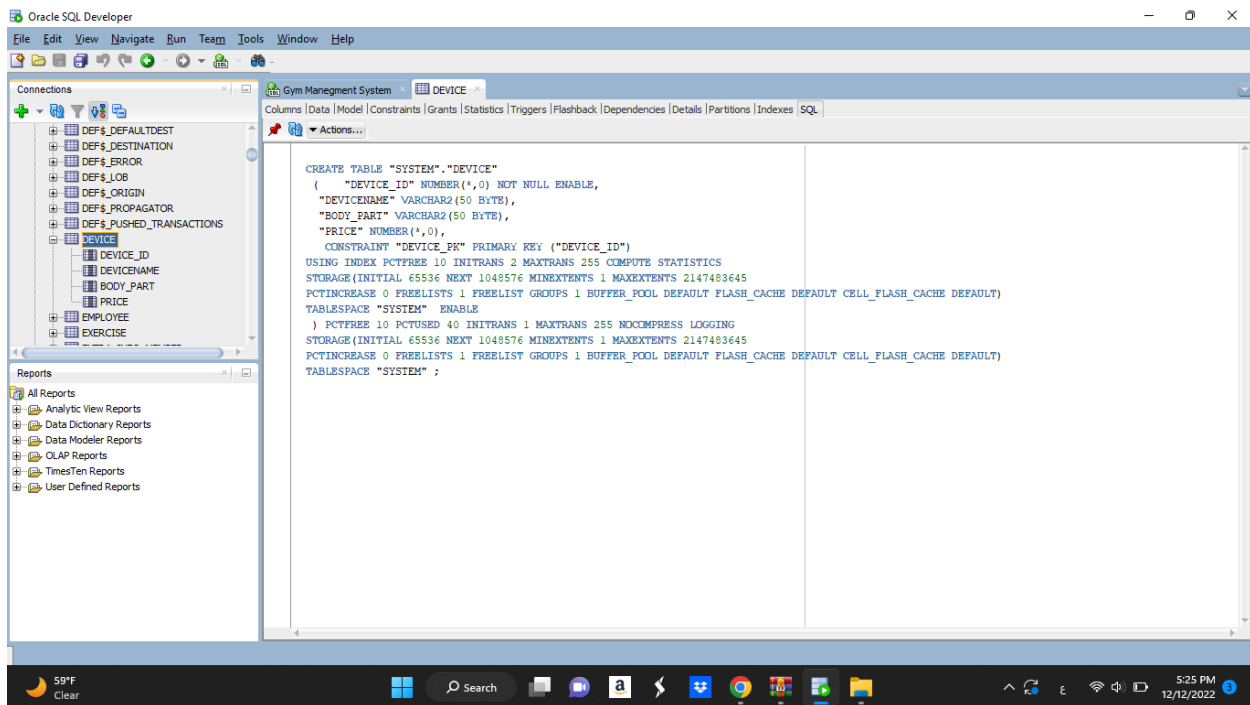 Oracle SQL Developer
File Edit View Navigate Run Team Tools Window Help
Connections
DEF$_DEFAULTDEST
DEF$_DESTINATION
DEF$_ERROR
DEF$_LOB
DEF$_ORIGIN
DEF$_PROPAGATOR
DEF$_PUSHED_TRANSACTIONS
DEVICE
DEVICE_ID
DEVICENAME
BODY_PART
PRICE
EMPLOYEE
EXERCISE
Reports
All Reports
Analytic View Reports
Data Dictionary Reports
Data Modeler Reports
OLAP Reports
TimesTen Reports
User Defined Reports
Gym Manegment System DEVICE
Columns |Data |Model |Constraints |Grants |Statistics |Triggers |Flashback |Dependencies |Details |Partitions |Indexes |SQL
Actions...
CREATE TABLE "SYSTEM"."DEVICE"
( "DEVICE_ID" NUMBER(*,0) NOT NULL ENABLE,
"DEVICENAME" VARCHAR2(50 BYTE),
"BODY_PART" VARCHAR2(50 BYTE),
"PRICE" NUMBER(*,0),
CONSTRAINT "DEVICE_PK" PRIMARY KEY ("DEVICE_ID")
USING INDEX PCTFREE 10 INITRANS 2 MAXTRANS 255 COMPUTE STATISTICS
STORAGE(INITIAL 65536 NEXT 1048576 MINEXTENTS 1 MAXEXTENTS 2147483645
PCTINCREASE 0 FREELISTS 1 FREELIST GROUPS 1 BUFFER_POOL DEFAULT FLASH_CACHE DEFAULT CELL_FLASH_CACHE DEFAULT)
TABLESPACE "SYSTEM" ENABLE
) PCTFREE 10 PCTUSED 40 INITRANS 1 MAXTRANS 255 NOCOMPRESS LOGGING
STORAGE(INITIAL 65536 NEXT 1048576 MINEXTENTS 1 MAXEXTENTS 2147483645
PCTINCREASE 0 FREELISTS 1 FREELIST GROUPS 1 BUFFER_POOL DEFAULT FLASH_CACHE DEFAULT CELL_FLASH_CACHE DEFAULT)
TABLESPACE "SYSTEM" ;
59°F
Clear
Search
a
ع
5:25 PM
12/12/2022
3